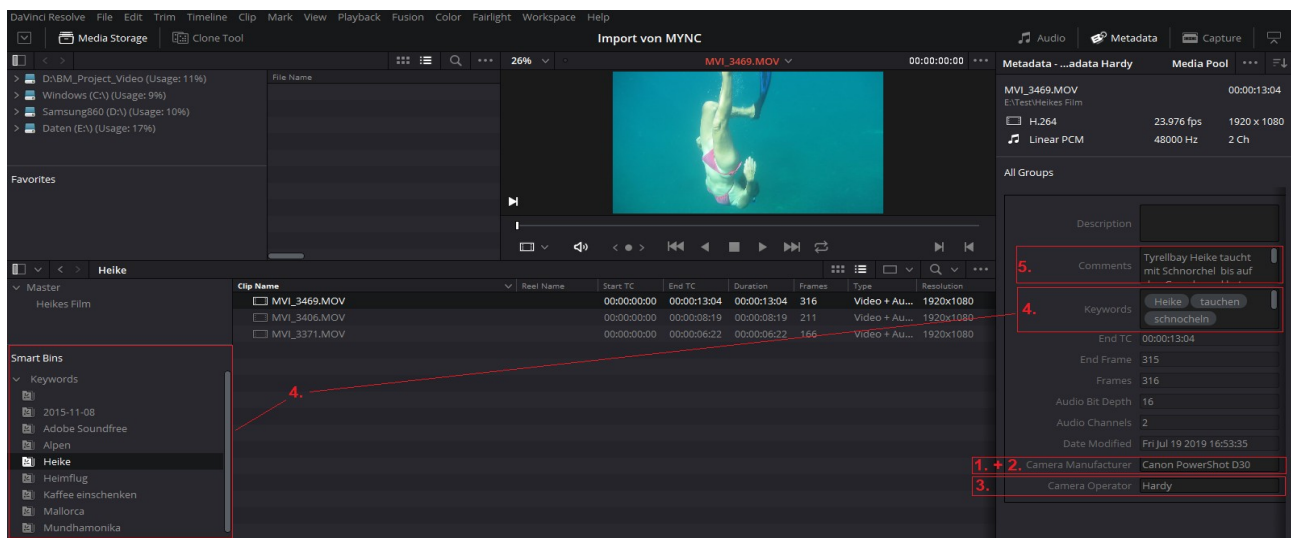 DaVinci Resolve File Edit Trim Timeline Clip Mark View Playback Fusion Color Fairlight Workspace Help
Media Storage Clone Tool Import von MYNC Audio Metadata Capture
26% MVI_3469.MOV 00:00:00:00 Metadata - ...adata Hardy Media Pool
D:\BM_Project_Video (Usage: 11%)
Windows (C:\) (Usage: 9%)
Samsung860 (D:\) (Usage: 10%)
Daten (E:\) (Usage: 17%)
Favorites
File Name
MVI_3469.MOV 00:00:13:04
E:\Test\Heikes Film
H.264 23.976 fps 1920 x 1080
Linear PCM 48000 Hz 2 Ch
All Groups
Description
5. Comments Tyrellbay Heike taucht
mit Schnorchel bis auf
4. Keywords Heike tauchen
schnocheln
End TC 00:00:13:04
End Frame 315
Frames 316
Audio Bit Depth 16
Audio Channels 2
Date Modified Fri Jul 19 2019 16:53:35
1. + 2. Camera Manufacturer Canon PowerShot D30
3. Camera Operator Hardy
Heike
Master
Heikes Film
Clip Name Reel Name Start TC End TC Duration Frames Type Resolution
MVI_3469.MOV 00:00:00:00 00:00:13:04 00:00:13:04 316 Video + Au... 1920x1080
MVI_3406.MOV 00:00:00:00 00:00:08:19 00:00:08:19 211 Video + Au... 1920x1080
MVI_3371.MOV 00:00:00:00 00:00:06:22 00:00:06:22 166 Video + Au... 1920x1080
Smart Bins
Keywords
4.
2015-11-08
Adobe Soundfree
Alpen
Heike
Heimflug
Kaffee einschenken
Mallorca
Mundhamonika